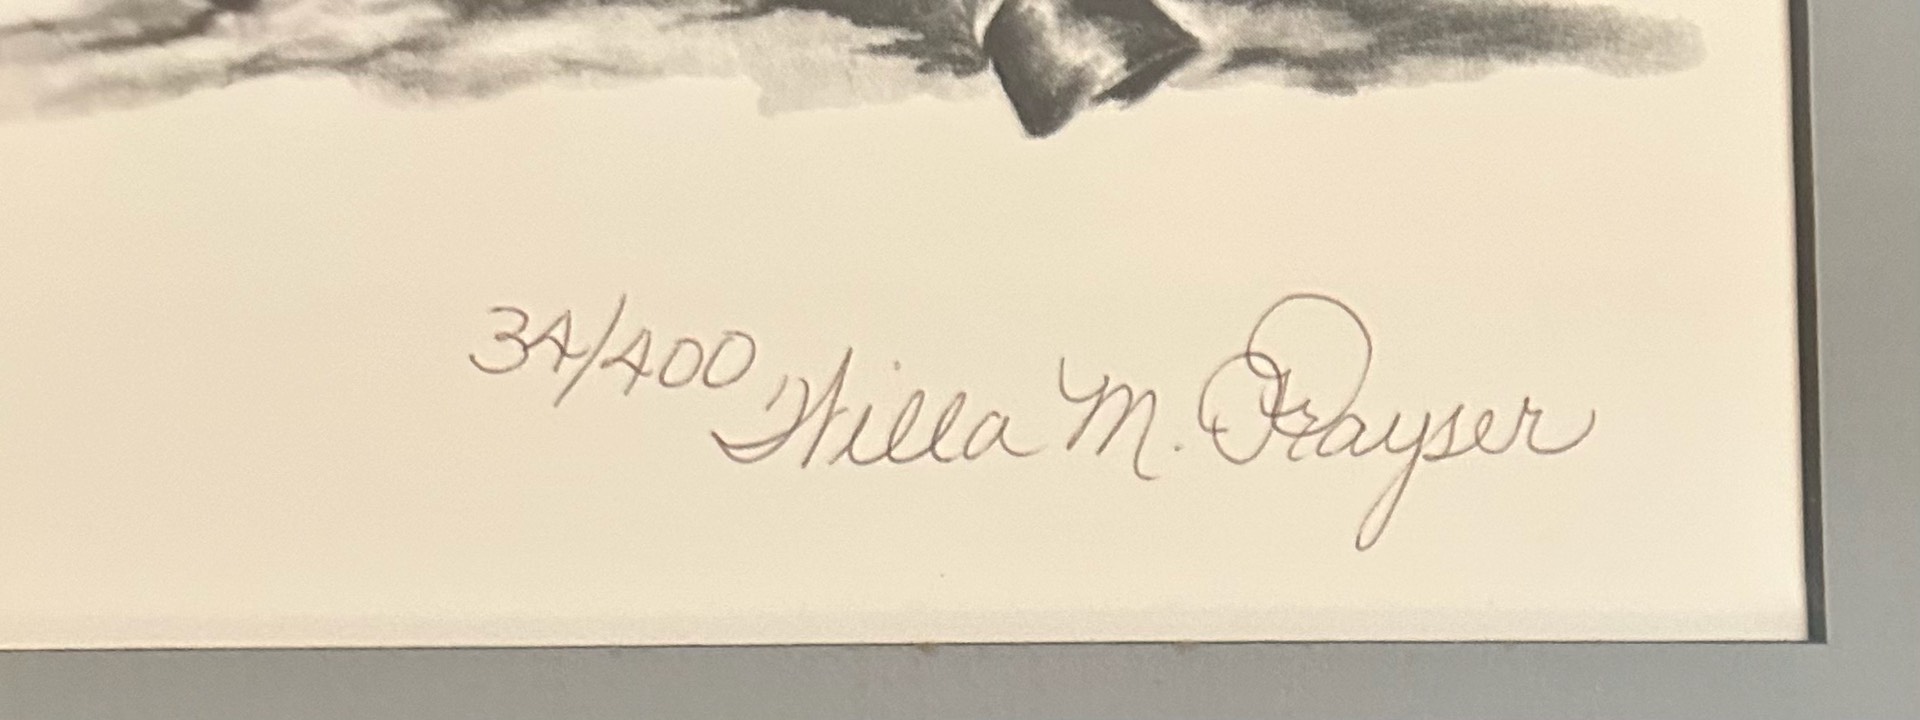 34/400 Willa M. Frayser